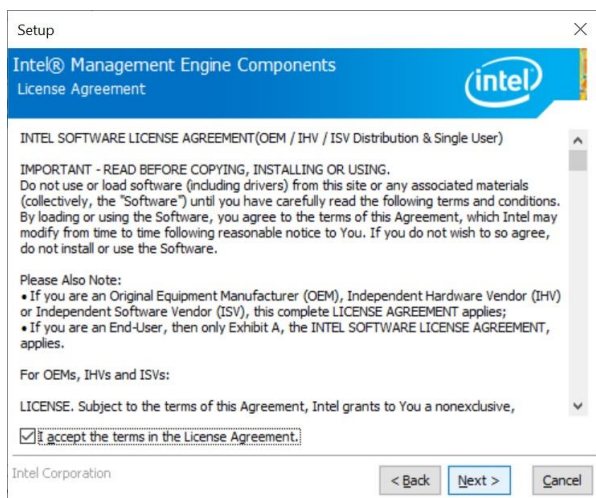 Setup
Intel® Management Engine Components
License Agreement
intel
INTEL SOFTWARE LICENSE AGREEMENT(OEM / IHV / ISV Distribution & Single User)
IMPORTANT - READ BEFORE COPYING, INSTALLING OR USING.
Do not use or load software (including drivers) from this site or any associated materials
(collectively, the "Software") until you have carefully read the following terms and conditions.
By loading or using the Software, you agree to the terms of this Agreement, which Intel may
modify from time to time following reasonable notice to You. If you do not wish to so agree,
do not install or use the Software.
Please Also Note:
• If you are an Original Equipment Manufacturer (OEM), Independent Hardware Vendor (IHV)
or Independent Software Vendor (ISV), this complete LICENSE AGREEMENT applies;
• If you are an End-User, then only Exhibit A, the INTEL SOFTWARE LICENSE AGREEMENT,
applies.
For OEMs, IHVs and ISVs:
LICENSE. Subject to the terms of this Agreement, Intel grants to You a nonexclusive,
I accept the terms in the License Agreement.
Intel Corporation
< Back Next > Cancel